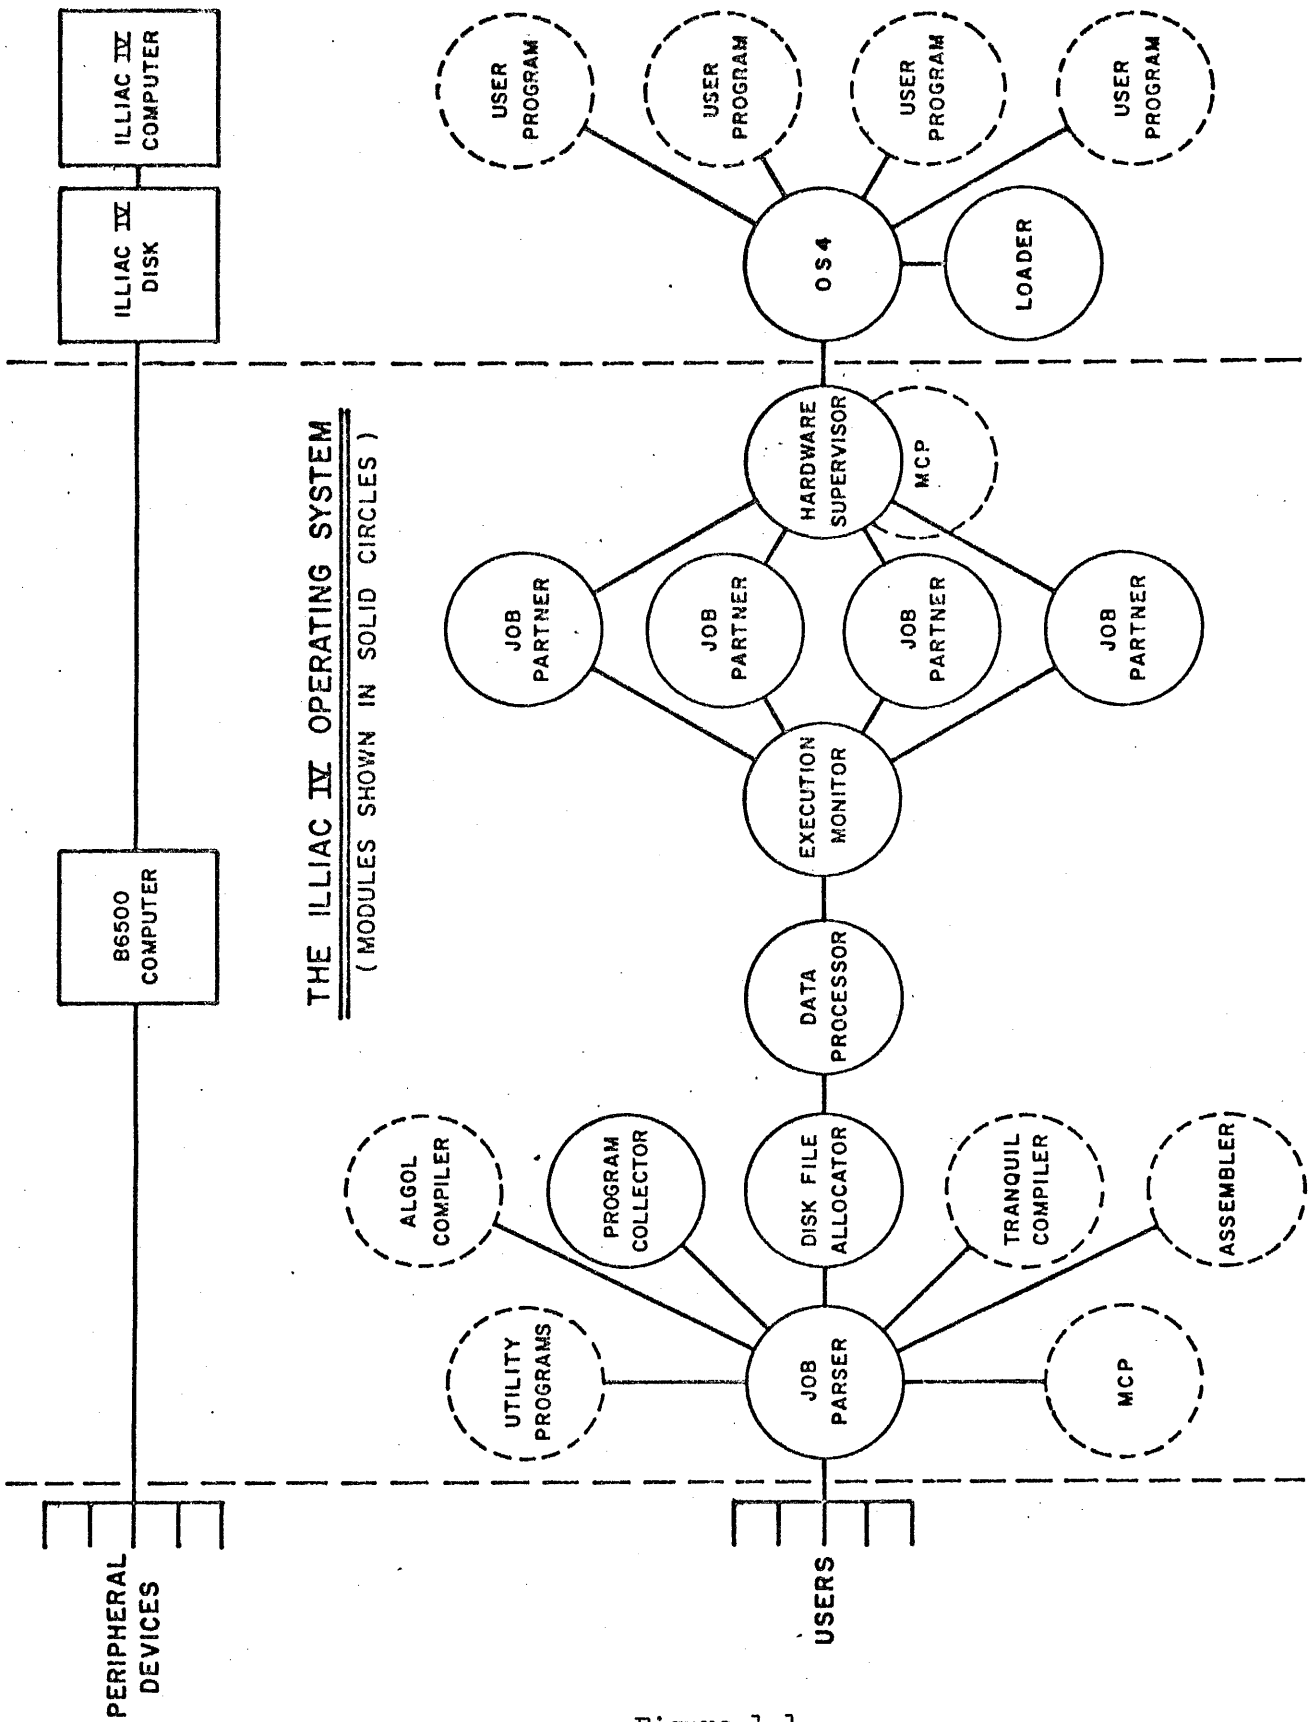 PERIPHERAL
DEVICES
B6500
COMPUTER
ILLIAC IV
DISK
ILLIAC IV
COMPUTER
THE ILLIAC IV OPERATING SYSTEM
( MODULES SHOWN IN SOLID CIRCLES )
USERS
UTILITY
PROGRAMS
ALGOL
COMPILER
PROGRAM
COLLECTOR
JOB
PARSER
DISK FILE
ALLOCATOR
TRANQUIL
COMPILER
ASSEMBLER
MCP
DATA
PROCESSOR
EXECUTION
MONITOR
JOB
PARTNER
JOB
PARTNER
JOB
PARTNER
JOB
PARTNER
HARDWARE
SUPERVISOR
MCP
OS4
LOADER
USER
PROGRAM
USER
PROGRAM
USER
PROGRAM
USER
PROGRAM
Figure 1.1